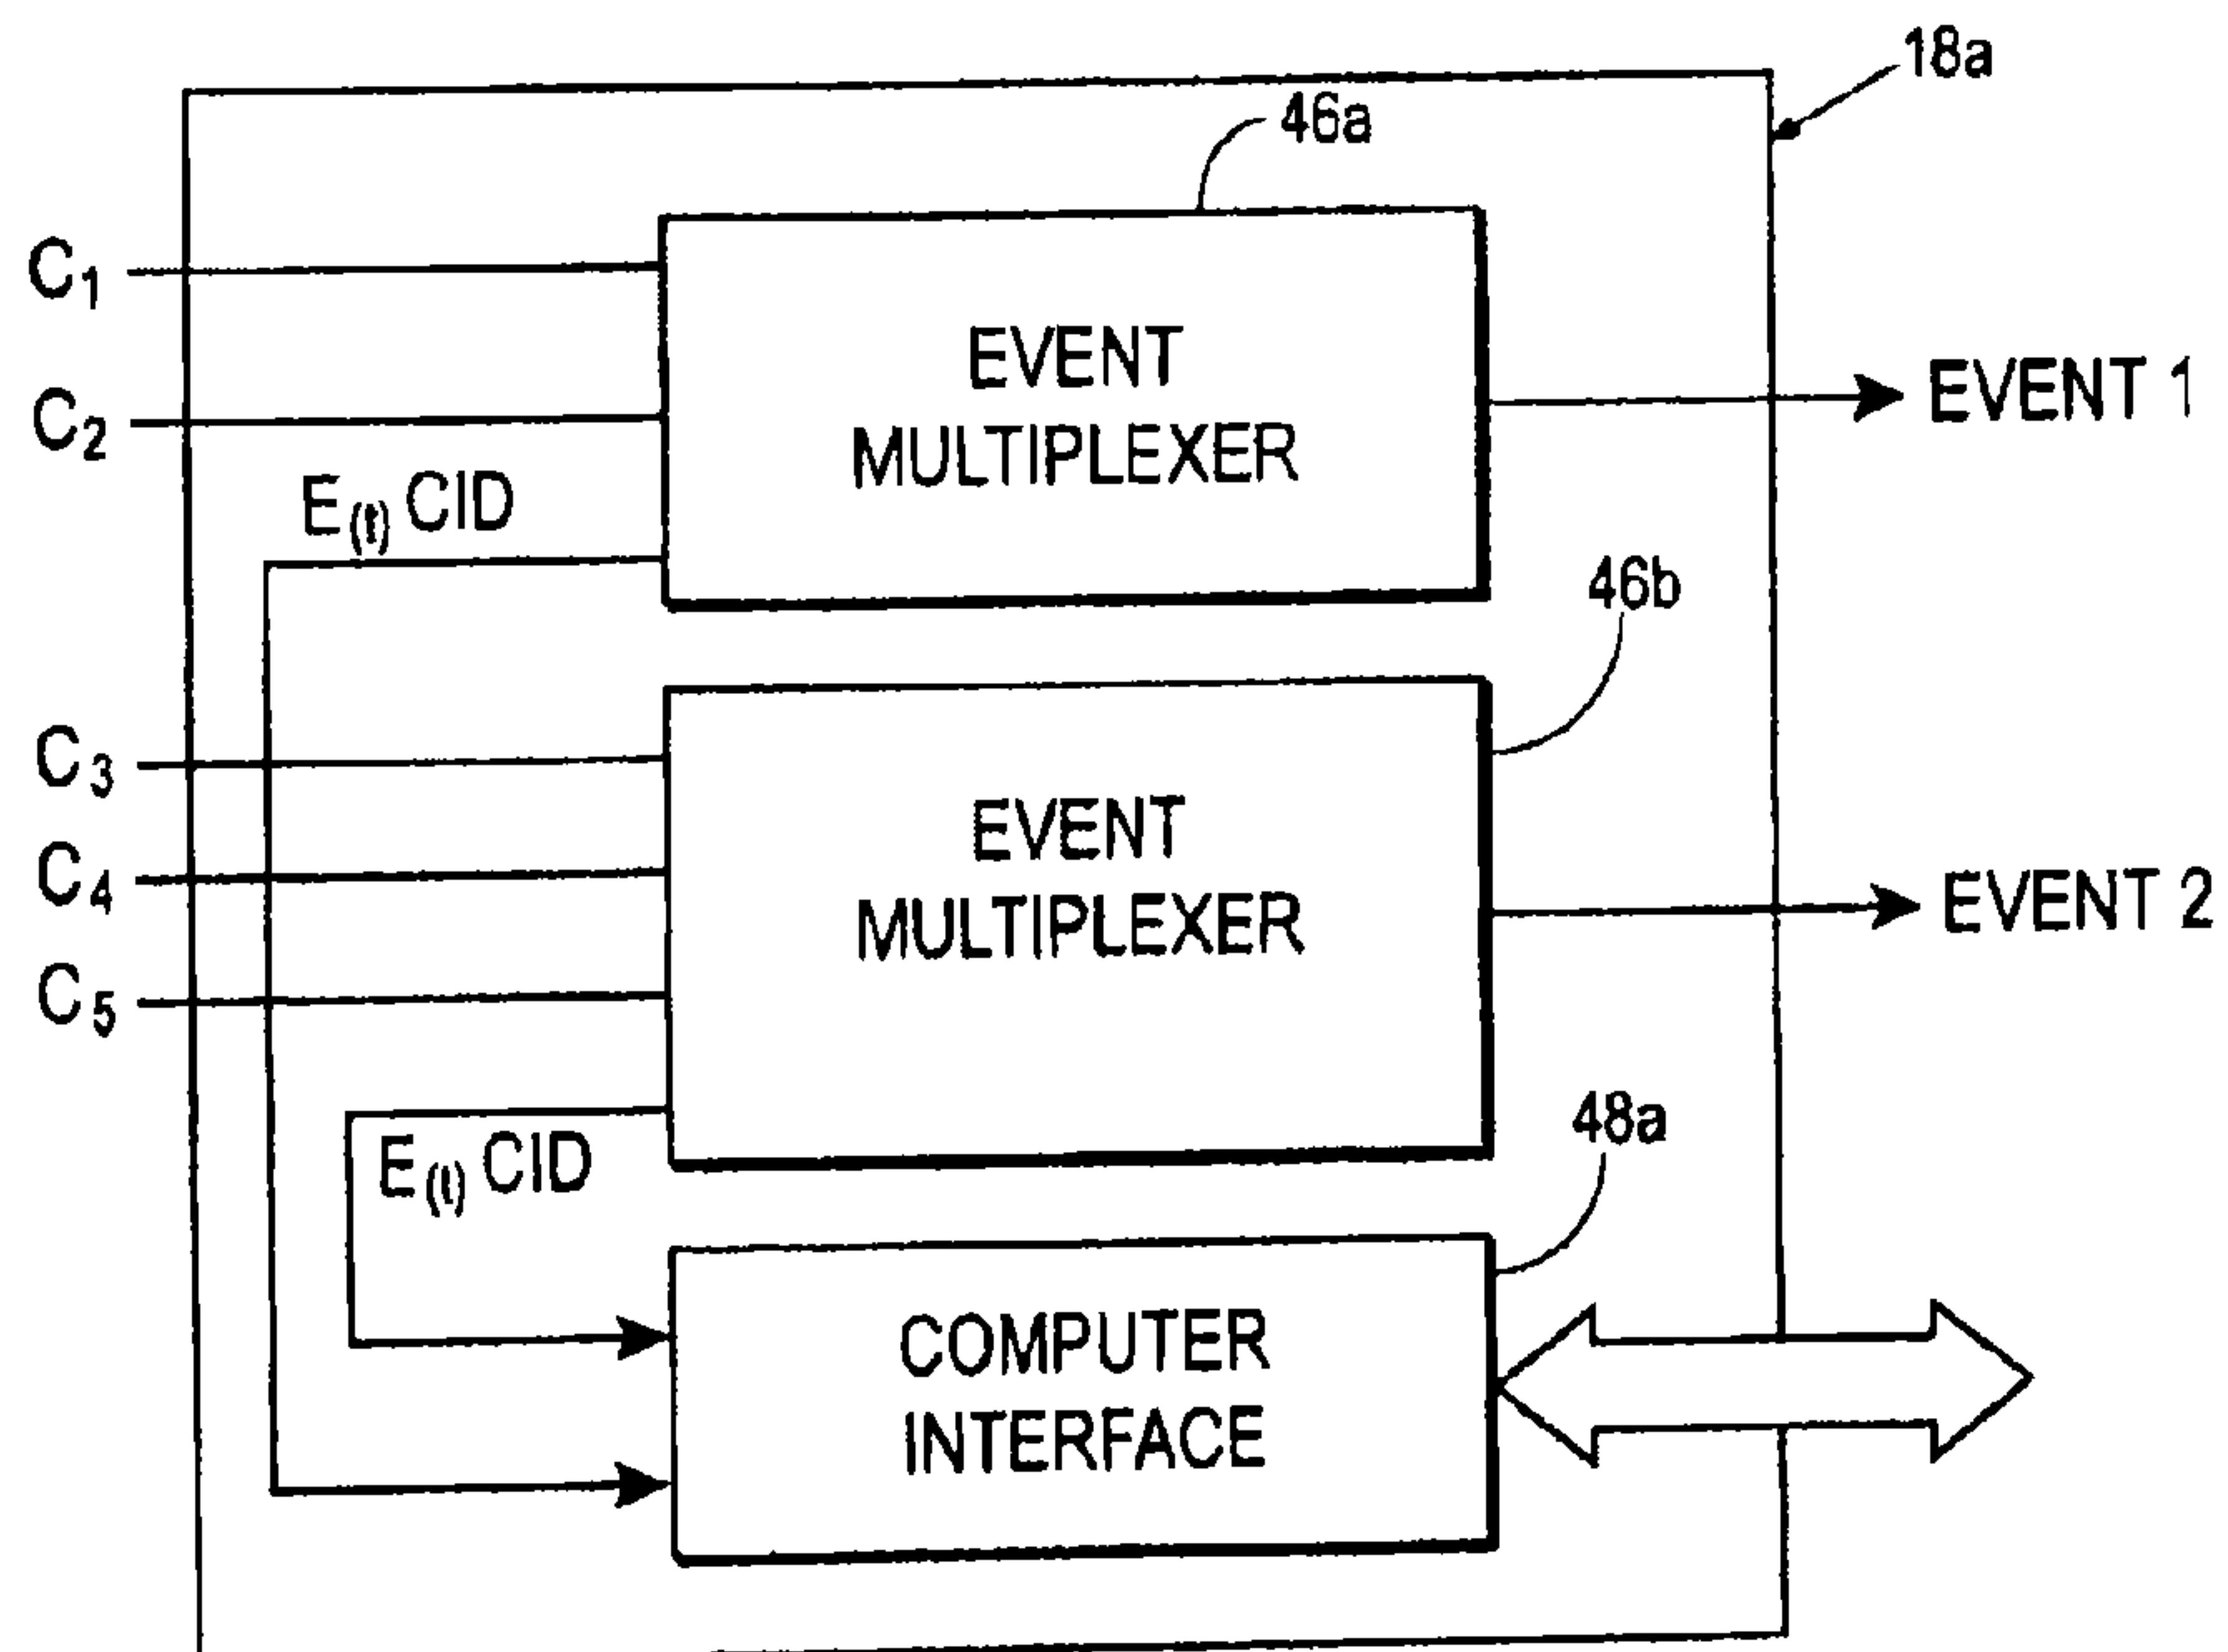 18a
46a
C1
EVENT
MULTIPLEXER
EVENT 1
C2
E(t) CID
46b
C3
EVENT
MULTIPLEXER
C4
EVENT 2
C5
48a
E(t) CID
COMPUTER
INTERFACE